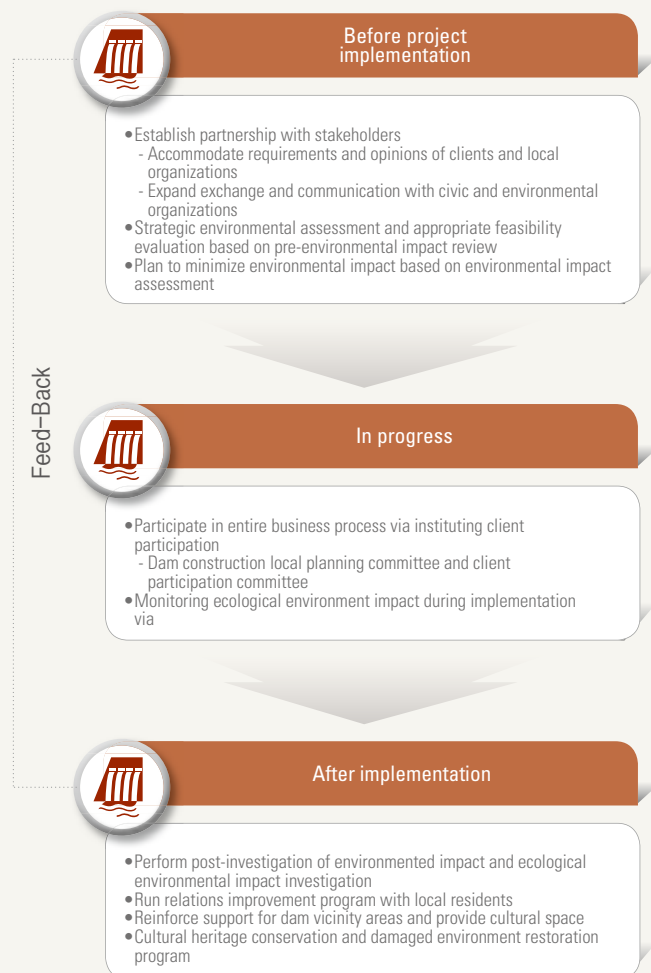 Before project
implementation
•Establish partnership with stakeholders
- Accommodate requirements and opinions of clients and local
organizations
- Expand exchange and communication with civic and environmental
organizations
•Strategic environmental assessment and appropriate feasibility
evaluation based on pre-environmental impact review
•Plan to minimize environmental impact based on environmental impact
assessment
Feed-Back
In progress
•Participate in entire business process via instituting client
participation
- Dam construction local planning committee and client
participation committee
•Monitoring ecological environment impact during implementation
via
After implementation
•Perform post-investigation of environmented impact and ecological
environmental impact investigation
•Run relations improvement program with local residents
•Reinforce support for dam vicinity areas and provide cultural space
•Cultural heritage conservation and damaged environment restoration
program